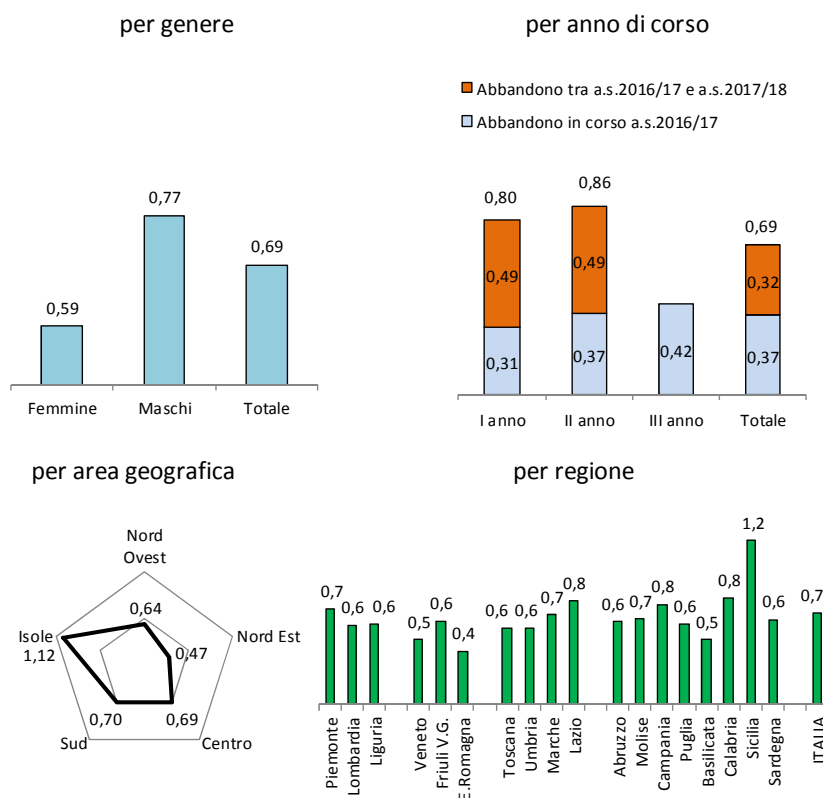 per genere
0,59
0,77
0,69
Femmine
Maschi
Totale
per anno di corso
Abbandono tra a.s.2016/17 e a.s.2017/18
Abbandono in corso a.s.2016/17
0,80
0,86
0,69
0,49
0,49
0,32
0,31
0,37
0,42
0,37
I anno
II anno
III anno
Totale
per area geografica
Nord
Ovest
0,64
Isole
1,12
Nord Est
0,47
0,70
0,69
Sud
Centro
per regione
0,7
0,6
0,6
0,5
0,6
0,4
0,6
0,6
0,7
0,8
0,6
0,7
0,8
0,6
0,5
0,8
1,2
0,6
0,7
Piemonte
Lombardia
Liguria
Veneto
Friuli V.G.
E.Romagna
Toscana
Umbria
Marche
Lazio
Abruzzo
Molise
Campania
Puglia
Basilicata
Calabria
Sicilia
Sardegna
ITALIA